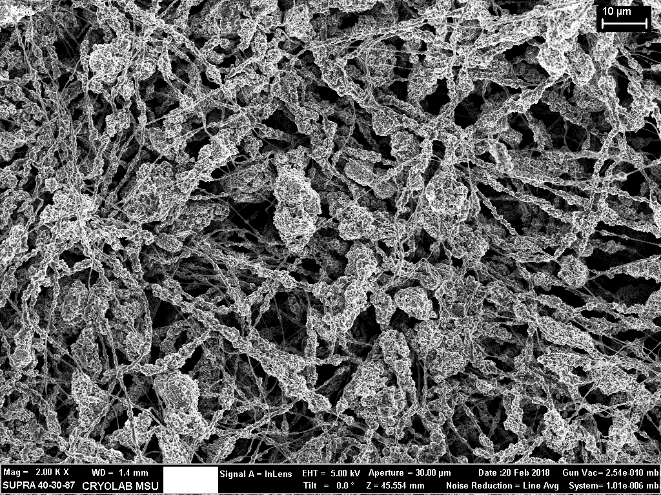 10 µm
Mag = 2.00 K X WD = 1.4 mm Signal A = InLens EHT = 5.00 kV Aperture = 30.00 µm Date :20 Feb 2018 Gun Vac= 2.54e-010 mb
SUPRA 40-30-87 CRYOLAB MSU Tilt = 0.0° Z = 45.554 mm Noise Reduction = Line Avg System= 1.01e-006 mb